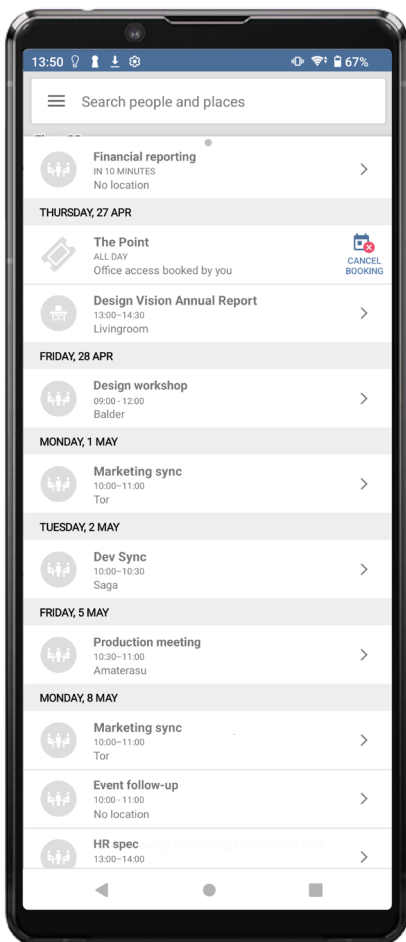 13:50
67%
Search people and places
Financial reporting
IN 10 MINUTES
No location
THURSDAY, 27 APR
The Point
ALL DAY
Office access booked by you
CANCEL
BOOKING
Design Vision Annual Report
13:00–14:30
Livingroom
FRIDAY, 28 APR
Design workshop
09:00 - 12:00
Balder
MONDAY, 1 MAY
Marketing sync
10:00–11:00
Tor
TUESDAY, 2 MAY
Dev Sync
10:00–10:30
Saga
FRIDAY, 5 MAY
Production meeting
10:30–11:00
Amaterasu
MONDAY, 8 MAY
Marketing sync
10:00–11:00
Tor
Event follow-up
10:00 - 11:00
No location
HR spec
13:00–14:00